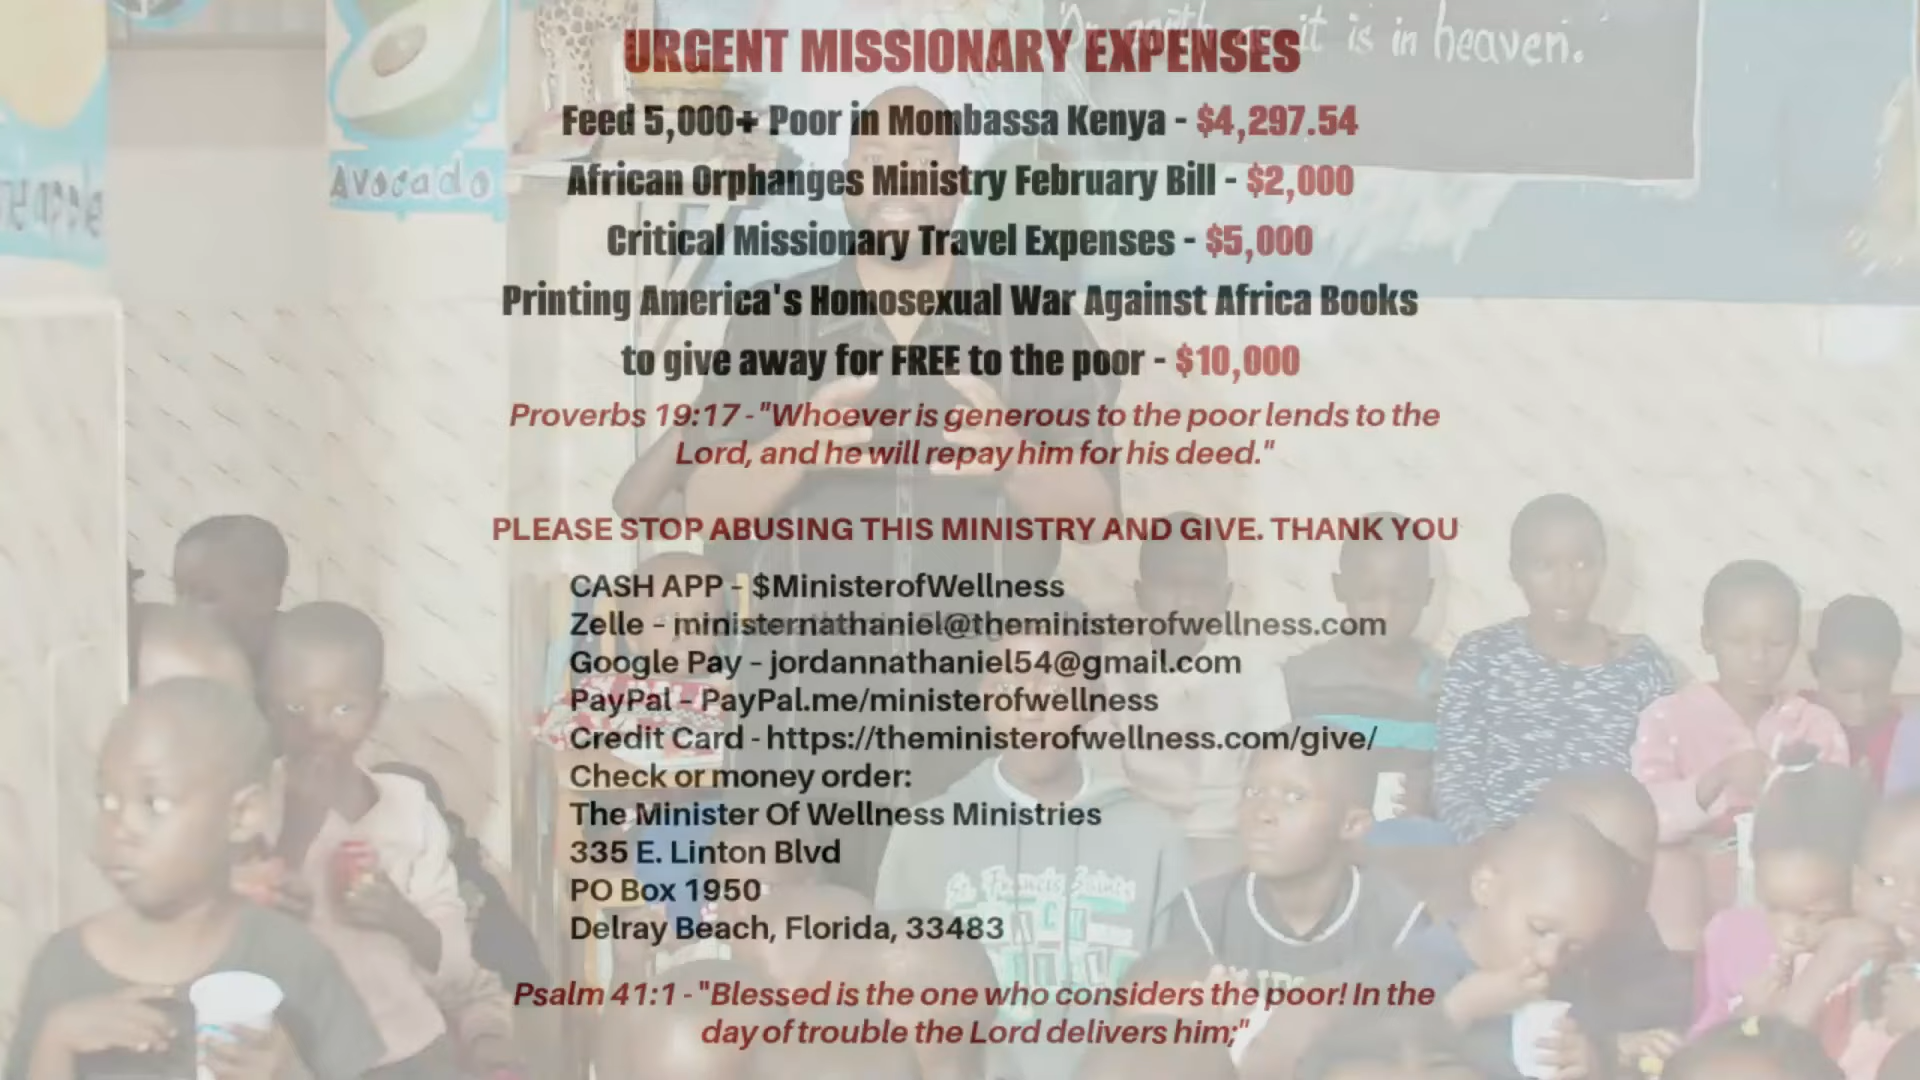 "On earth as it is in heaven."
URGENT MISSIONARY EXPENSES
Feed 5,000+ Poor in Mombassa Kenya - $4,297.54
African Orphanges Ministry February Bill - $2,000
Critical Missionary Travel Expenses - $5,000
Printing America's Homosexual War Against Africa Books
to give away for FREE to the poor - $10,000
Proverbs 19:17 - "Whoever is generous to the poor lends to the
Lord, and he will repay him for his deed."
PLEASE STOP ABUSING THIS MINISTRY AND GIVE. THANK YOU
CASH APP - $MinisterofWellness
Zelle - ministernathaniel@theministerofwellness.com
Google Pay - jordannathaniel54@gmail.com
PayPal - PayPal.me/ministerofwellness
Credit Card - https://theministerofwellness.com/give/
Check or money order:
The Minister Of Wellness Ministries
335 E. Linton Blvd
PO Box 1950
Delray Beach, Florida, 33483
Psalm 41:1 - "Blessed is the one who considers the poor! In the
day of trouble the Lord delivers him;"
Avocado
St. Francis Saints